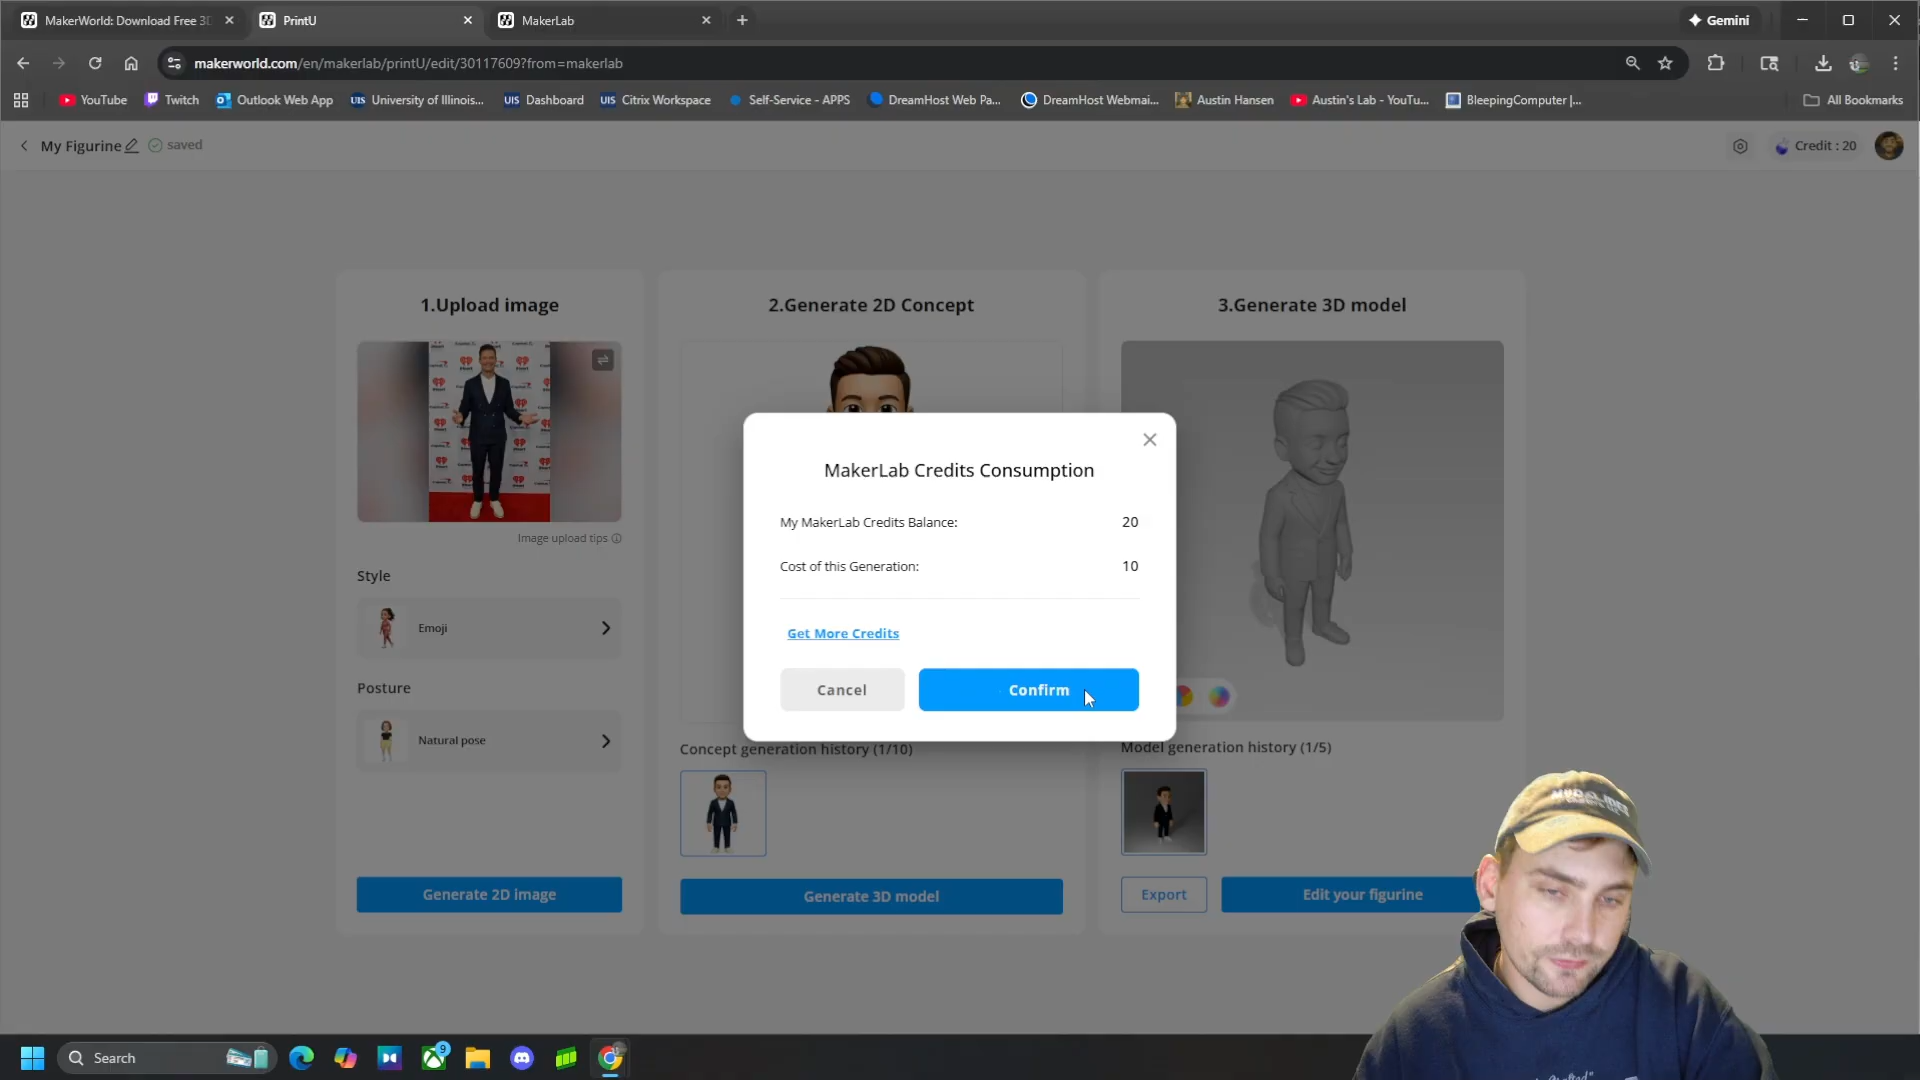 MakerWorld: Download Free 3D
PrintU
MakerLab
Gemini
makerworld.com/en/makerlab/printU/edit/30117609?from=makerlab
YouTube
Twitch
Outlook Web App
UIS University of Illinois...
UIS Dashboard
UIS Citrix Workspace
Self-Service - APPS
DreamHost Web Pa...
DreamHost Webmai...
Austin Hansen
Austin's Lab - YouTu...
BleepingComputer |...
All Bookmarks
My Figurine
saved
Credit : 20
1.Upload image
2.Generate 2D Concept
3.Generate 3D model
Image upload tips
Style
Emoji
Posture
Natural pose
Generate 2D image
MakerLab Credits Consumption
My MakerLab Credits Balance: 20
Cost of this Generation: 10
Get More Credits
Cancel
Confirm
Concept generation history (1/10)
Generate 3D model
Model generation history (1/5)
Export
Edit your figurine
Search
9